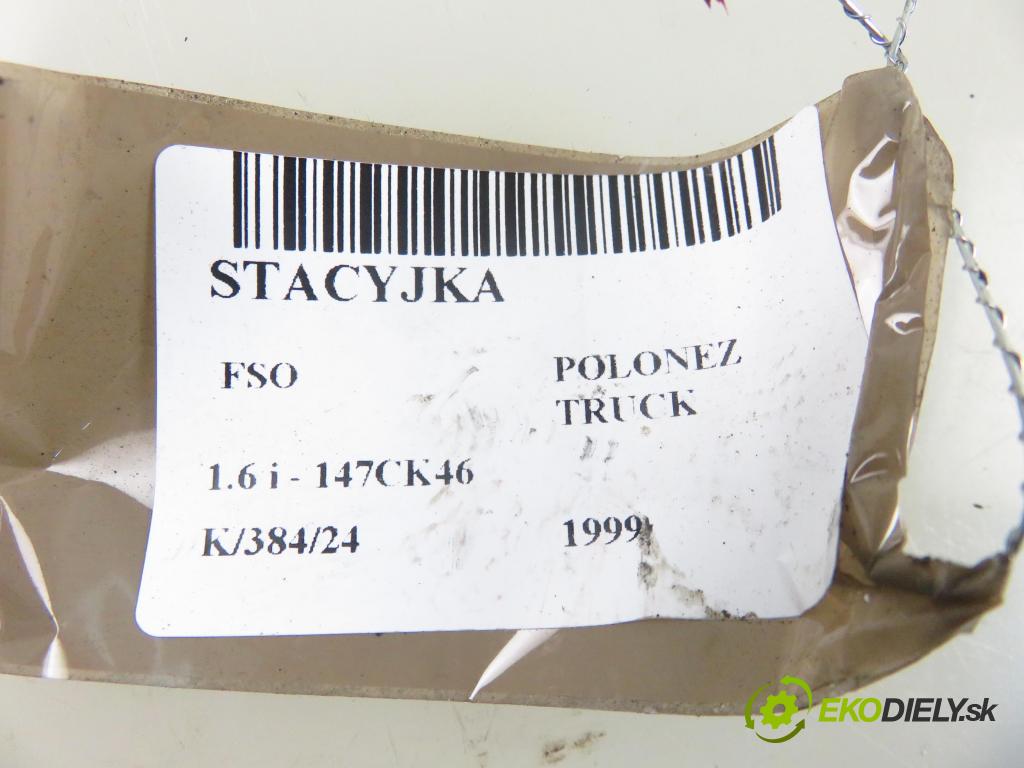 STACYJKA
FSO
POLONEZ
TRUCK
1.6 i - 147CK46
K/384/24
1999
EKODIELY.sk